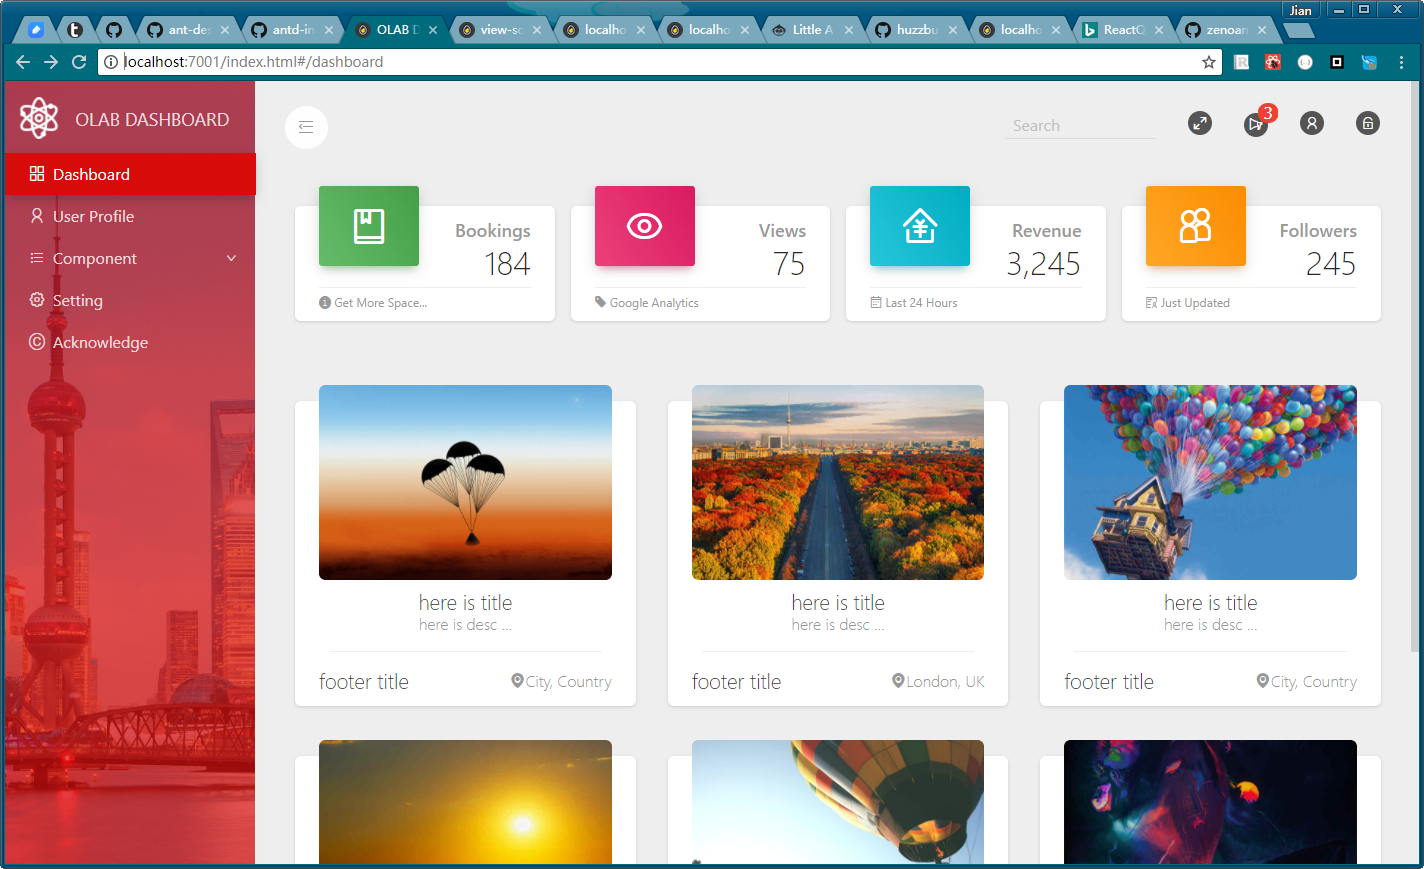 Jian
ant-des
antd-in
OLAB D
view-sc
localho
localho
Little A
huzzbu
localho
ReactQ
zenoan
localhost:7001/index.html#/dashboard
OLAB DASHBOARD
Search
3
Dashboard
User Profile
Component
Setting
Acknowledge
Bookings
184
Get More Space...
Views
75
Google Analytics
Revenue
3,245
Last 24 Hours
Followers
245
Just Updated
here is title
here is desc ...
footer title
City, Country
here is title
here is desc ...
footer title
London, UK
here is title
here is desc ...
footer title
City, Country